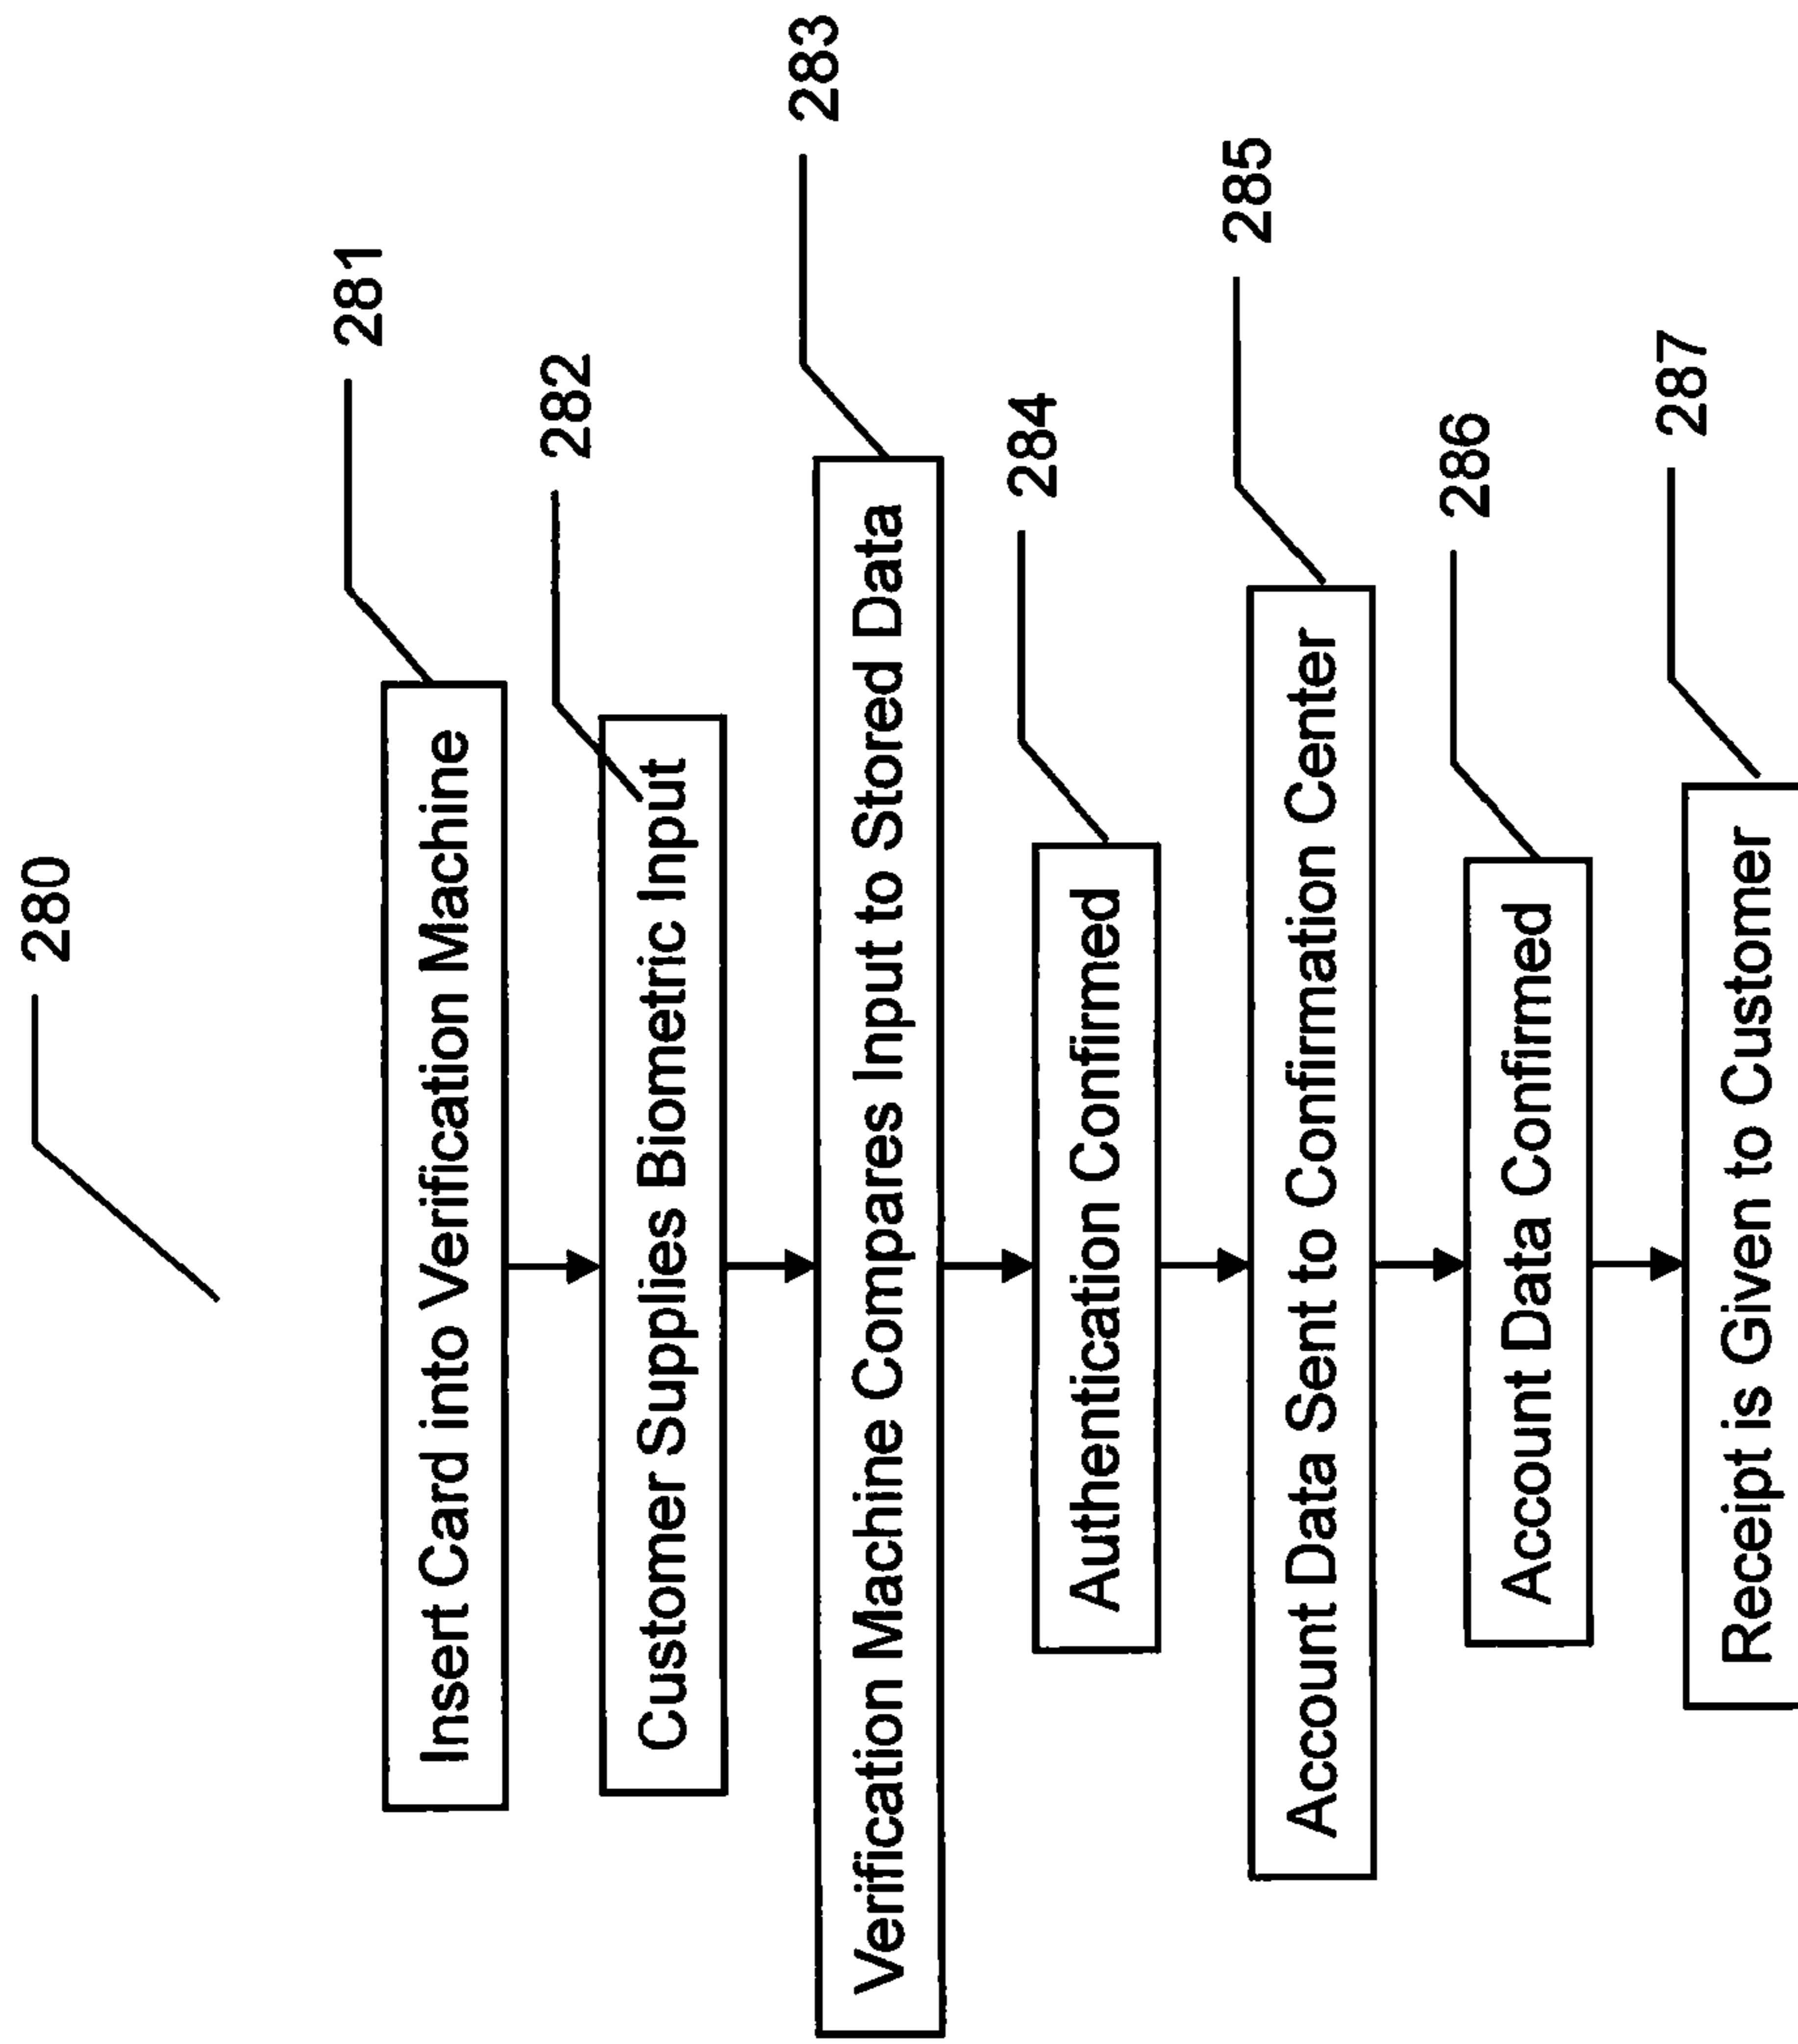 280
281
Insert Card into Verification Machine
282
Customer Supplies Biometric Input
283
Verification Machine Compares Input to Stored Data
284
Authentication Confirmed
285
Account Data Sent to Confirmation Center
286
Account Data Confirmed
287
Receipt is Given to Customer